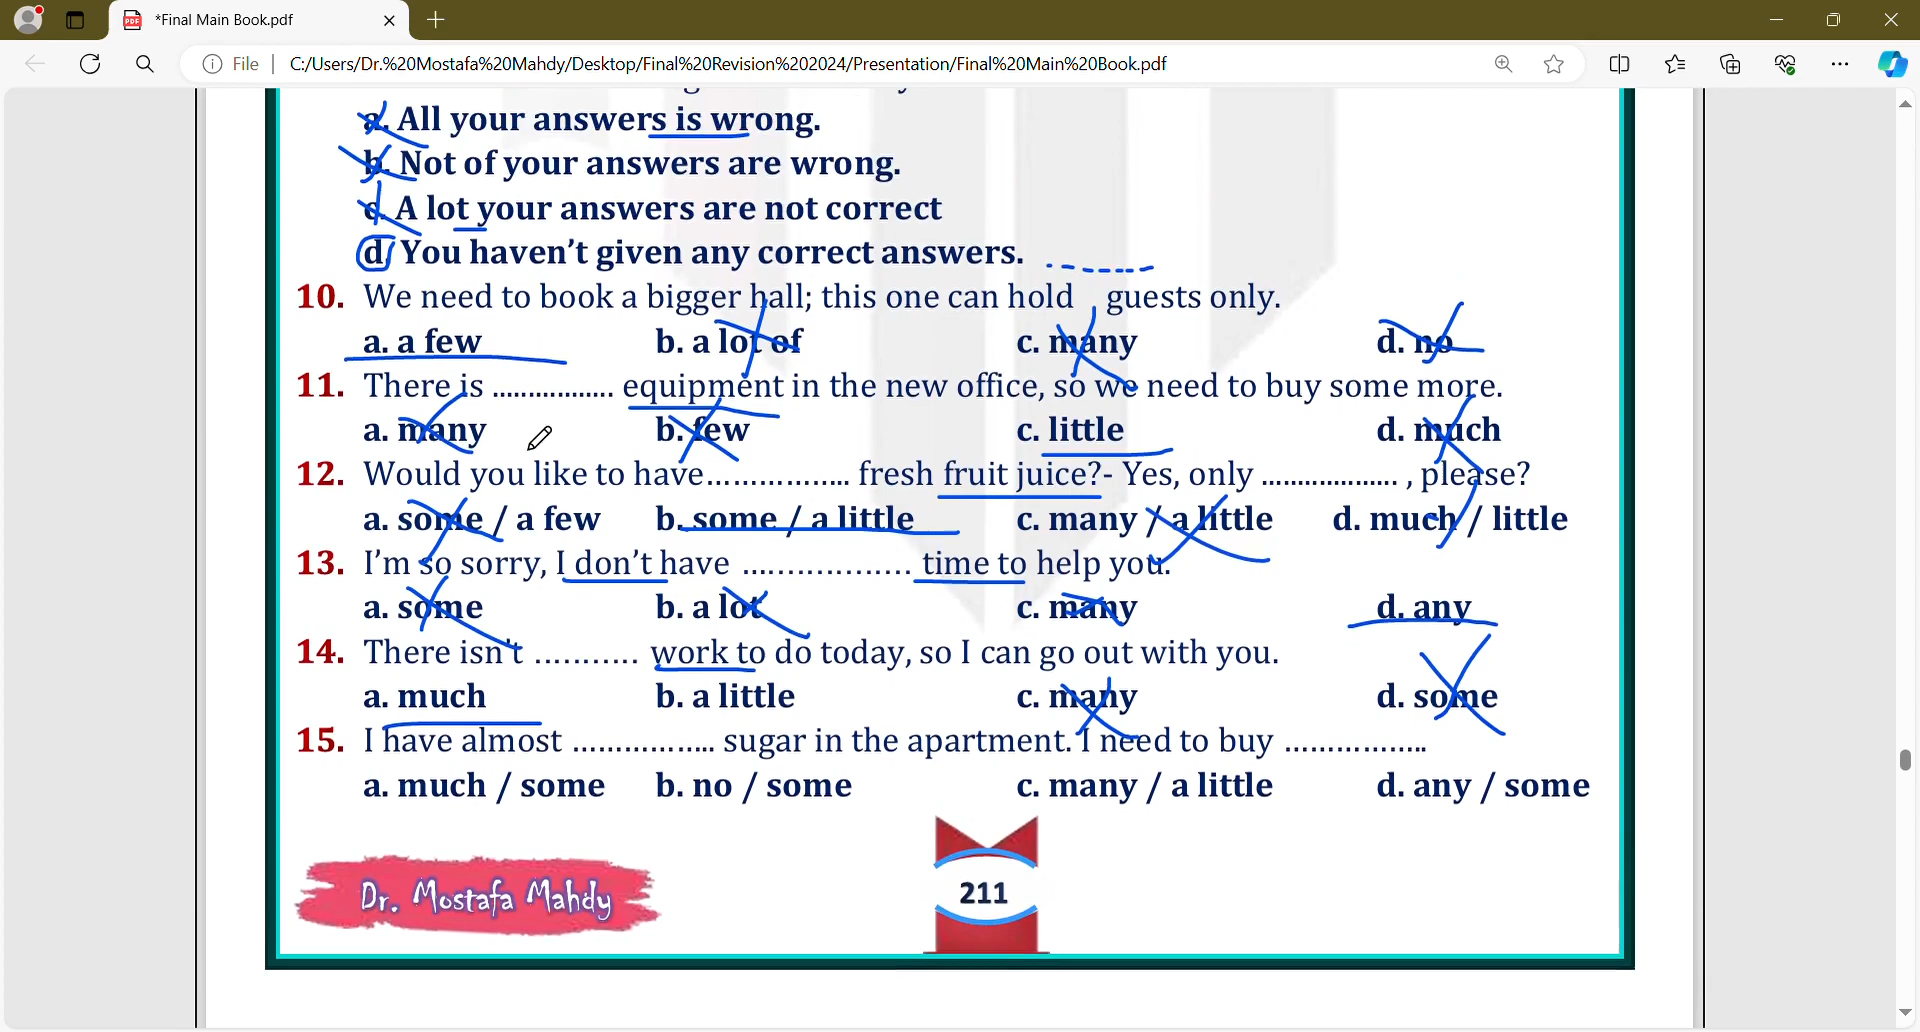 *Final Main Book.pdf
File
C:/Users/Dr.%20Mostafa%20Mahdy/Desktop/Final%20Revision%202024/Presentation/Final%20Main%20Book.pdf
a. All your answers is wrong.
b. Not of your answers are wrong.
c. A lot your answers are not correct
d. You haven't given any correct answers.
10. We need to book a bigger hall; this one can hold , guests only.
a. a few b. a lot of c. many d. no
11. There is ................. equipment in the new office, so we need to buy some more.
a. many b. few c. little d. much
12. Would you like to have................ fresh fruit juice?- Yes, only ..................., please?
a. some / a few b. some / a little c. many / a little d. much / little
13. I'm so sorry, I don't have .................. time to help you.
a. some b. a lot c. many d. any
14. There isn't ........... work to do today, so I can go out with you.
a. much b. a little c. many d. some
15. I have almost ................ sugar in the apartment. I need to buy ................
a. much / some b. no / some c. many / a little d. any / some
Dr. Mostafa Mahdy
211